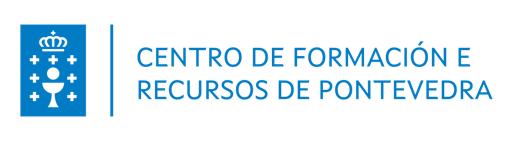 CENTRO DE FORMACIÓN E
RECURSOS DE PONTEVEDRA